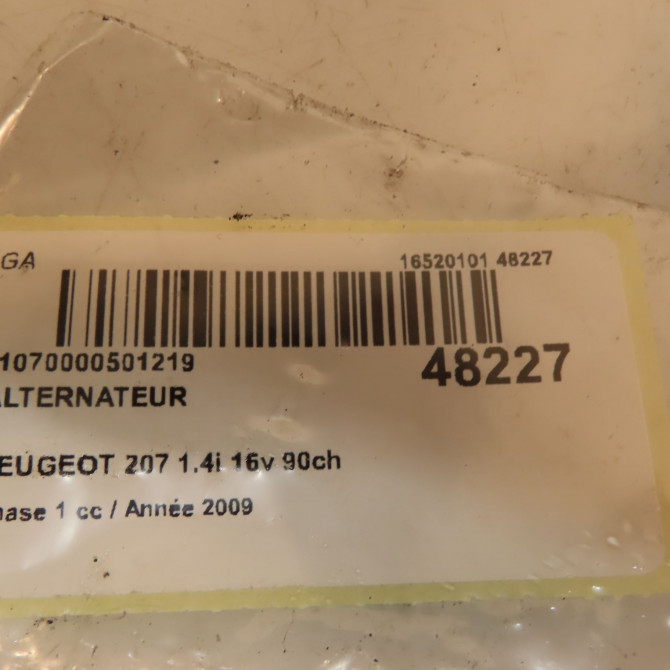 GA 16520101 48227
1070000501219 48227
ALTERNATEUR
EUGEOT 207 1.4i 16v 90ch
hase 1 cc / Année 2009